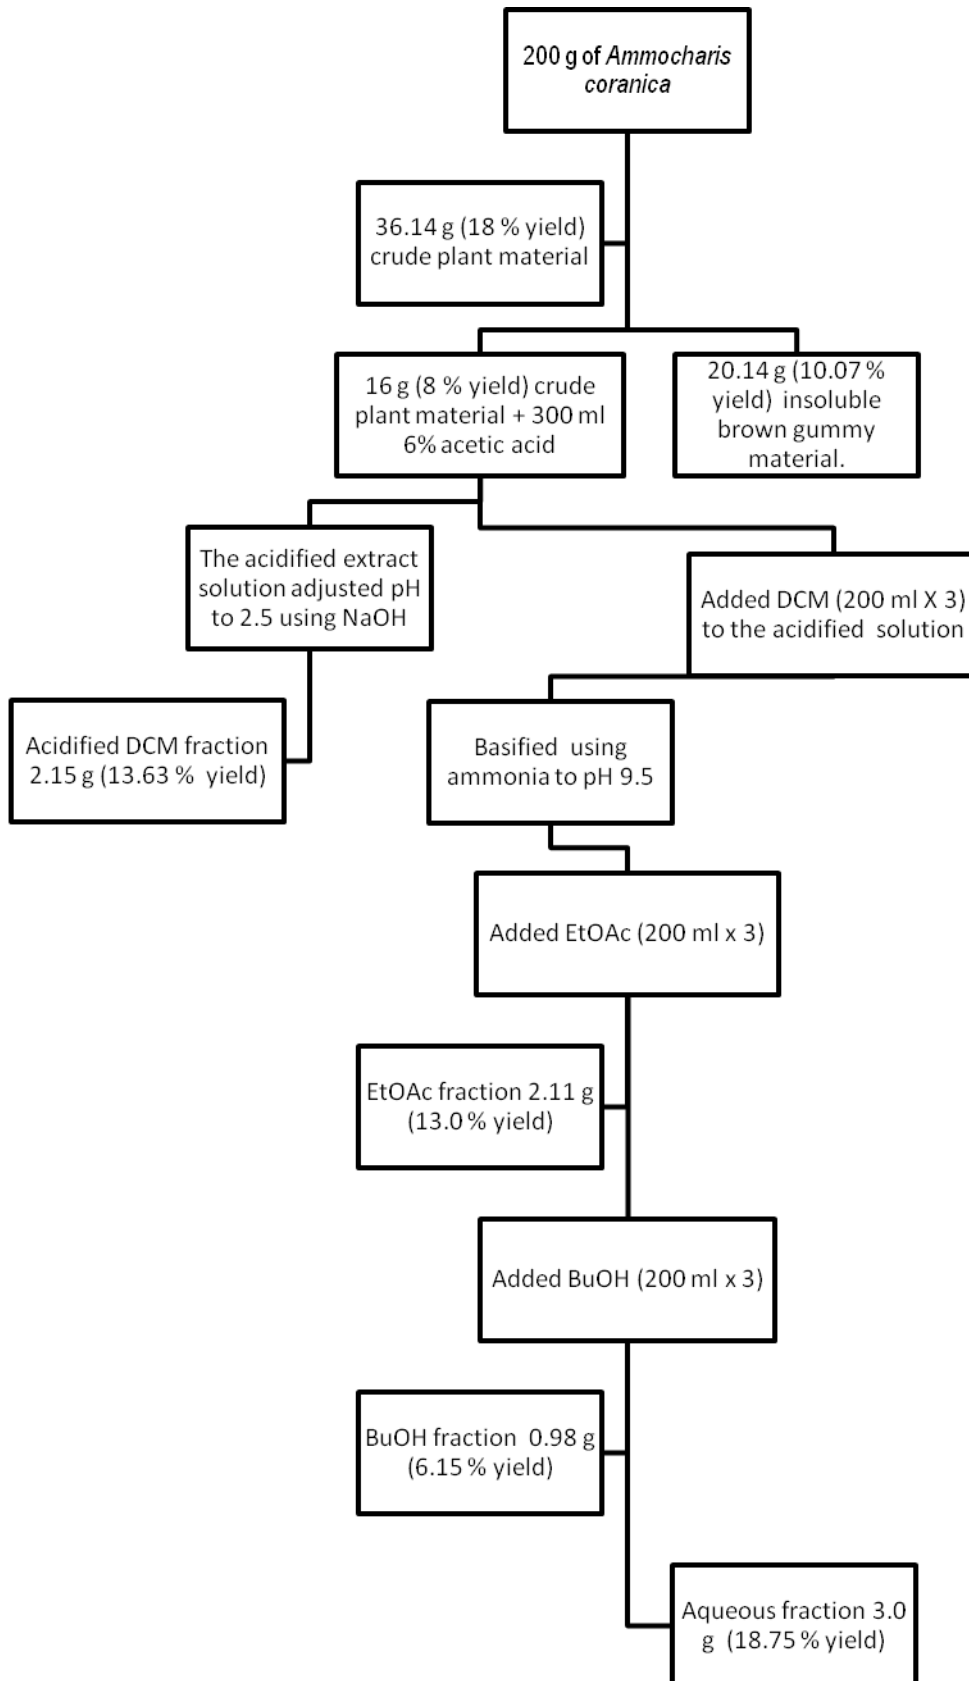 200 g of Ammocharis
coranica
36.14 g (18 % yield)
crude plant material
16 g (8 % yield) crude
plant material + 300 ml
6% acetic acid
20.14 g (10.07 %
yield) insoluble
brown gummy
material.
The acidified extract
solution adjusted pH
to 2.5 using NaOH
Added DCM (200 ml X 3)
to the acidified solution
Acidified DCM fraction
2.15 g (13.63 % yield)
Basified using
ammonia to pH 9.5
Added EtOAc (200 ml x 3)
EtOAc fraction 2.11 g
(13.0 % yield)
Added BuOH (200 ml x 3)
BuOH fraction 0.98 g
(6.15 % yield)
Aqueous fraction 3.0
g (18.75 % yield)